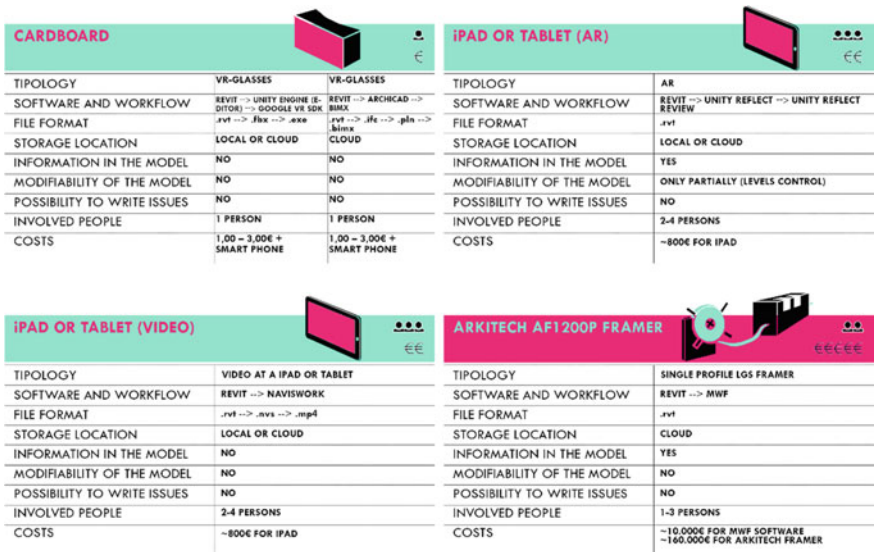 CARDBOARD
€
TIPOLOGY VR-GLASSES VR-GLASSES
SOFTWARE AND WORKFLOW REVIT --> UNITY ENGINE (E- REVIT --> ARCHICAD -->
DITOR) --> GOOGLE VR SDK BIMX
FILE FORMAT .rvt --> .fbx --> .exe .rvt --> .ifc --> .pln -->
.bimx
STORAGE LOCATION LOCAL OR CLOUD CLOUD
INFORMATION IN THE MODEL NO NO
MODIFIABILITY OF THE MODEL NO NO
POSSIBILITY TO WRITE ISSUES NO NO
INVOLVED PEOPLE 1 PERSON 1 PERSON
COSTS 1,00 – 3,00€ + 1,00 – 3,00€ +
SMART PHONE SMART PHONE
iPAD OR TABLET (AR)
€€
TIPOLOGY AR
SOFTWARE AND WORKFLOW REVIT --> UNITY REFLECT --> UNITY REFLECT
REVIEW
FILE FORMAT .rvt
STORAGE LOCATION LOCAL OR CLOUD
INFORMATION IN THE MODEL YES
MODIFIABILITY OF THE MODEL ONLY PARTIALLY (LEVELS CONTROL)
POSSIBILITY TO WRITE ISSUES NO
INVOLVED PEOPLE 2-4 PERSONS
COSTS ~800€ FOR IPAD
iPAD OR TABLET (VIDEO)
€€
TIPOLOGY VIDEO AT A IPAD OR TABLET
SOFTWARE AND WORKFLOW REVIT --> NAVISWORK
FILE FORMAT .rvt --> .nvs --> .mp4
STORAGE LOCATION LOCAL OR CLOUD
INFORMATION IN THE MODEL NO
MODIFIABILITY OF THE MODEL NO
POSSIBILITY TO WRITE ISSUES NO
INVOLVED PEOPLE 2-4 PERSONS
COSTS ~800€ FOR IPAD
ARKITECH AF1200P FRAMER
€€€€€
TIPOLOGY SINGLE PROFILE LGS FRAMER
SOFTWARE AND WORKFLOW REVIT --> MWF
FILE FORMAT .rvt
STORAGE LOCATION CLOUD
INFORMATION IN THE MODEL YES
MODIFIABILITY OF THE MODEL NO
POSSIBILITY TO WRITE ISSUES NO
INVOLVED PEOPLE 1-3 PERSONS
COSTS ~10.000€ FOR MWF SOFTWARE
~160.000€ FOR ARKITECH FRAMER